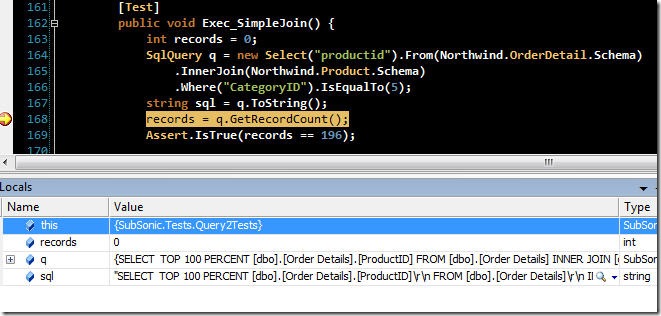 161 [Test]
162 public void Exec_SimpleJoin() {
163 int records = 0;
164 SqlQuery q = new Select("productid").From(Northwind.OrderDetail.Schema)
165 .InnerJoin(Northwind.Product.Schema)
166 .Where("CategoryID").IsEqualTo(5);
167 string sql = q.ToString();
168 records = q.GetRecordCount();
169 Assert.IsTrue(records == 196);
170
Locals
Name Value Type
this {SubSonic.Tests.Query2Tests} SubSon
records 0 int
q {SELECT TOP 100 PERCENT [dbo].[Order Details].[ProductID] FROM [dbo].[Order Details] INNER JOIN [ SubSon
sql "SELECT TOP 100 PERCENT [dbo].[Order Details].[ProductID]\r\n FROM [dbo].[Order Details]\r\n I string